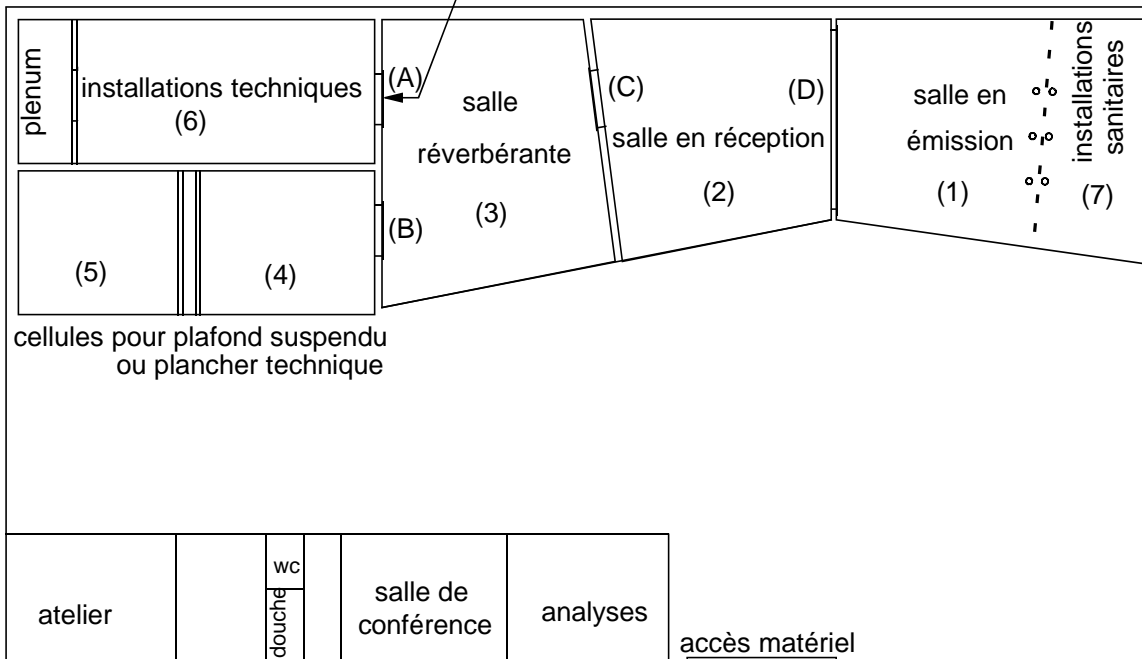 plenum
installations techniques
(6)
(A)
salle
réverbérante
(3)
(B)
(C)
salle en réception
(2)
(D)
salle en
émission
(1)
installations
sanitaires
(7)
(5)
(4)
cellules pour plafond suspendu
ou plancher technique
atelier
wc
douche
salle de
conférence
analyses
accès matériel